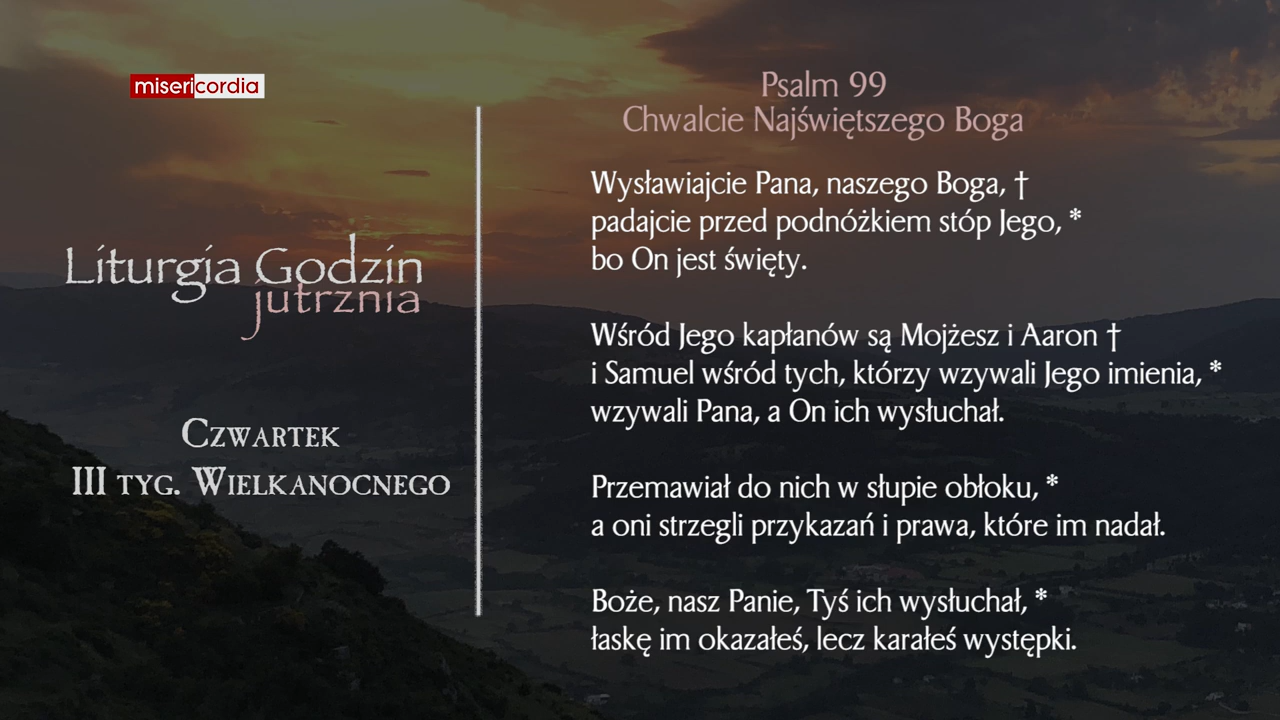 misericordia
Liturgia Godzin
jutrznia
Czwartek
III tyg. Wielkanocnego
Psalm 99
Chwalcie Najświętszego Boga
Wysławiajcie Pana, naszego Boga, †
padajcie przed podnóżkiem stóp Jego, *
bo On jest święty.
Wśród Jego kapłanów są Mojżesz i Aaron †
i Samuel wśród tych, którzy wzywali Jego imienia, *
wzywali Pana, a On ich wysłuchał.
Przemawiał do nich w słupie obłoku, *
a oni strzegli przykazań i prawa, które im nadał.
Boże, nasz Panie, Tyś ich wysłuchał, *
łaskę im okazałeś, lecz karałeś występki.